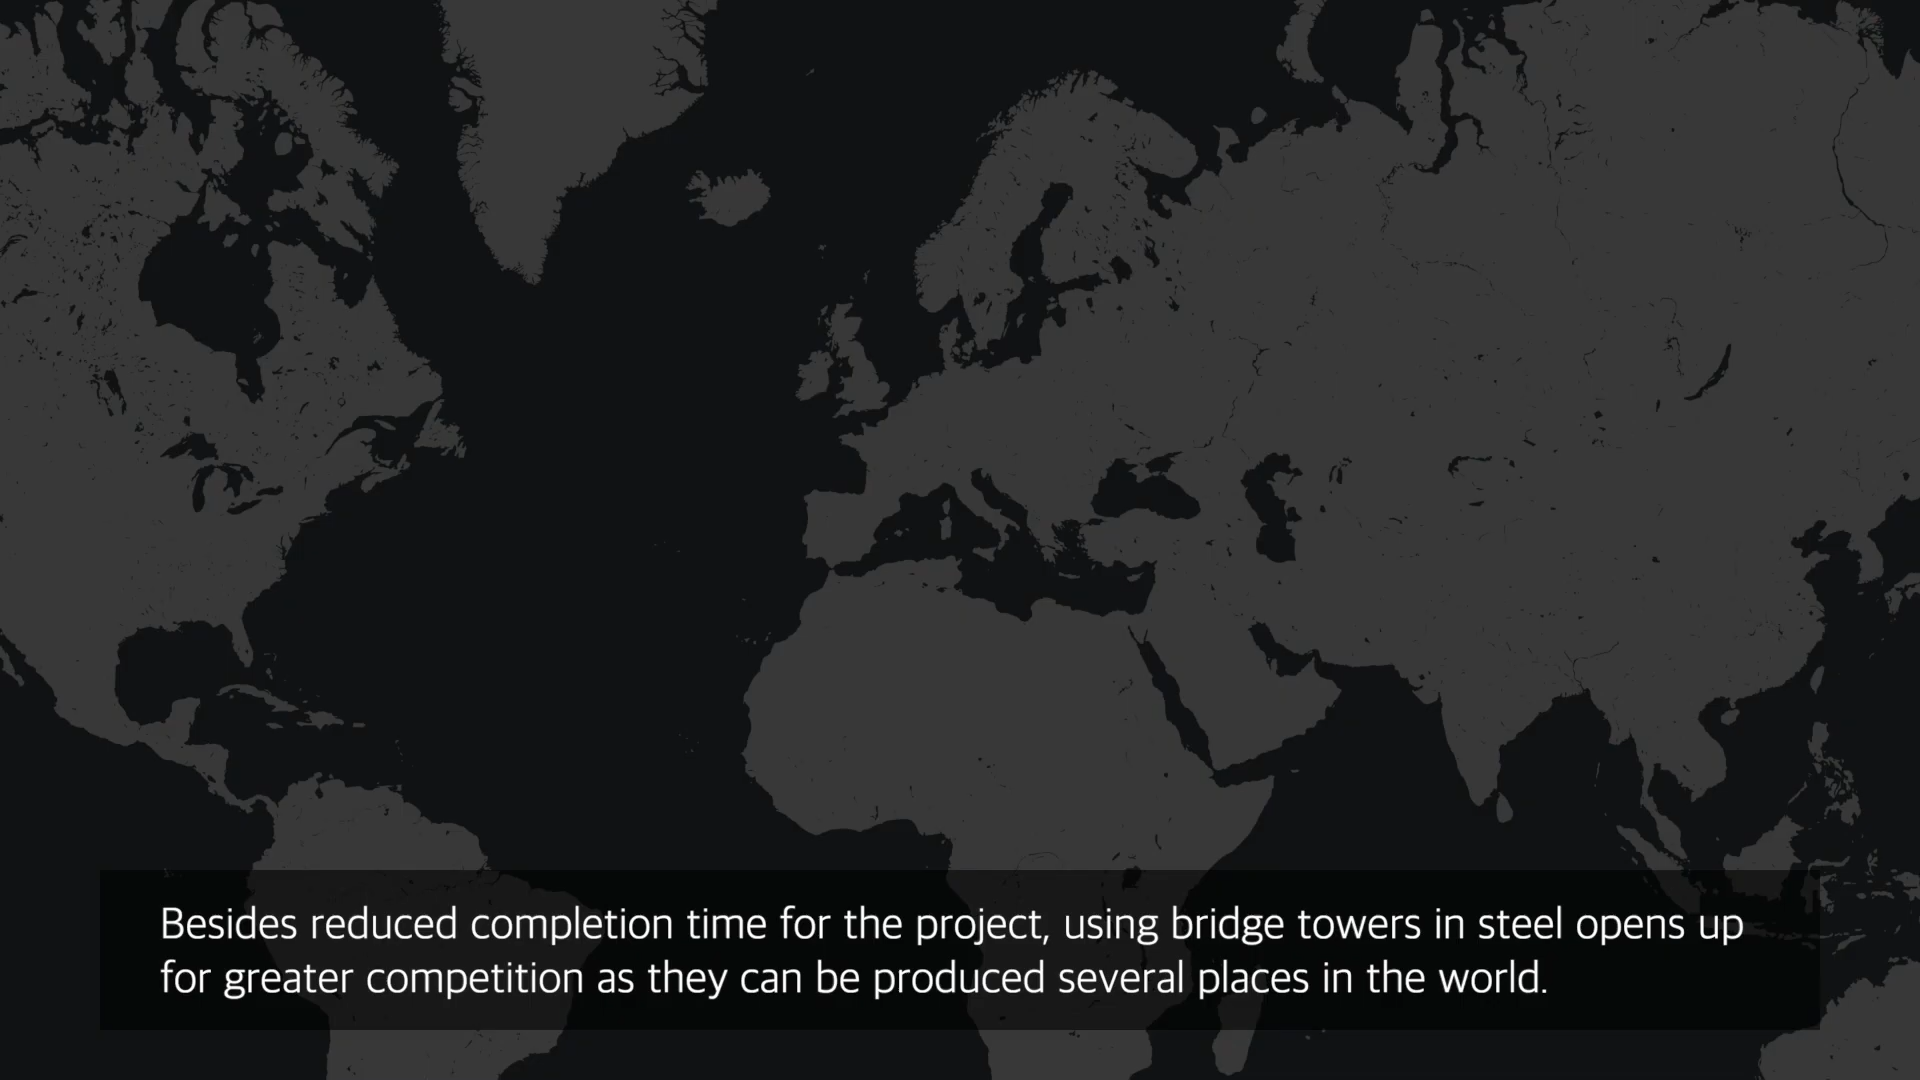 Besides reduced completion time for the project, using bridge towers in steel opens up
for greater competition as they can be produced several places in the world.